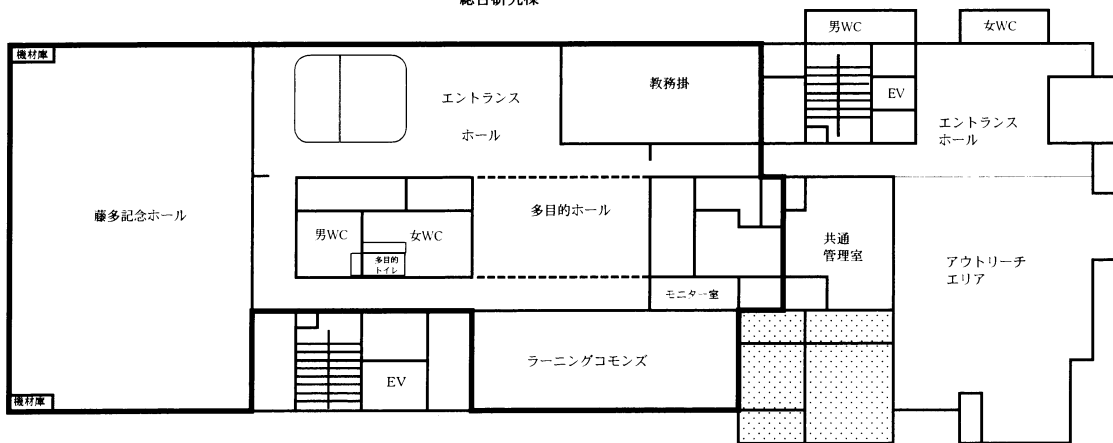 総合研究棟
男WC
女WC
機材庫
教務掛
エントランス
ホール
EV
エントランス
ホール
藤多記念ホール
多目的ホール
男WC
女WC
多目的
トイレ
共通
管理室
アウトリーチ
エリア
モニター室
ラーニングコモンズ
EV
機材庫